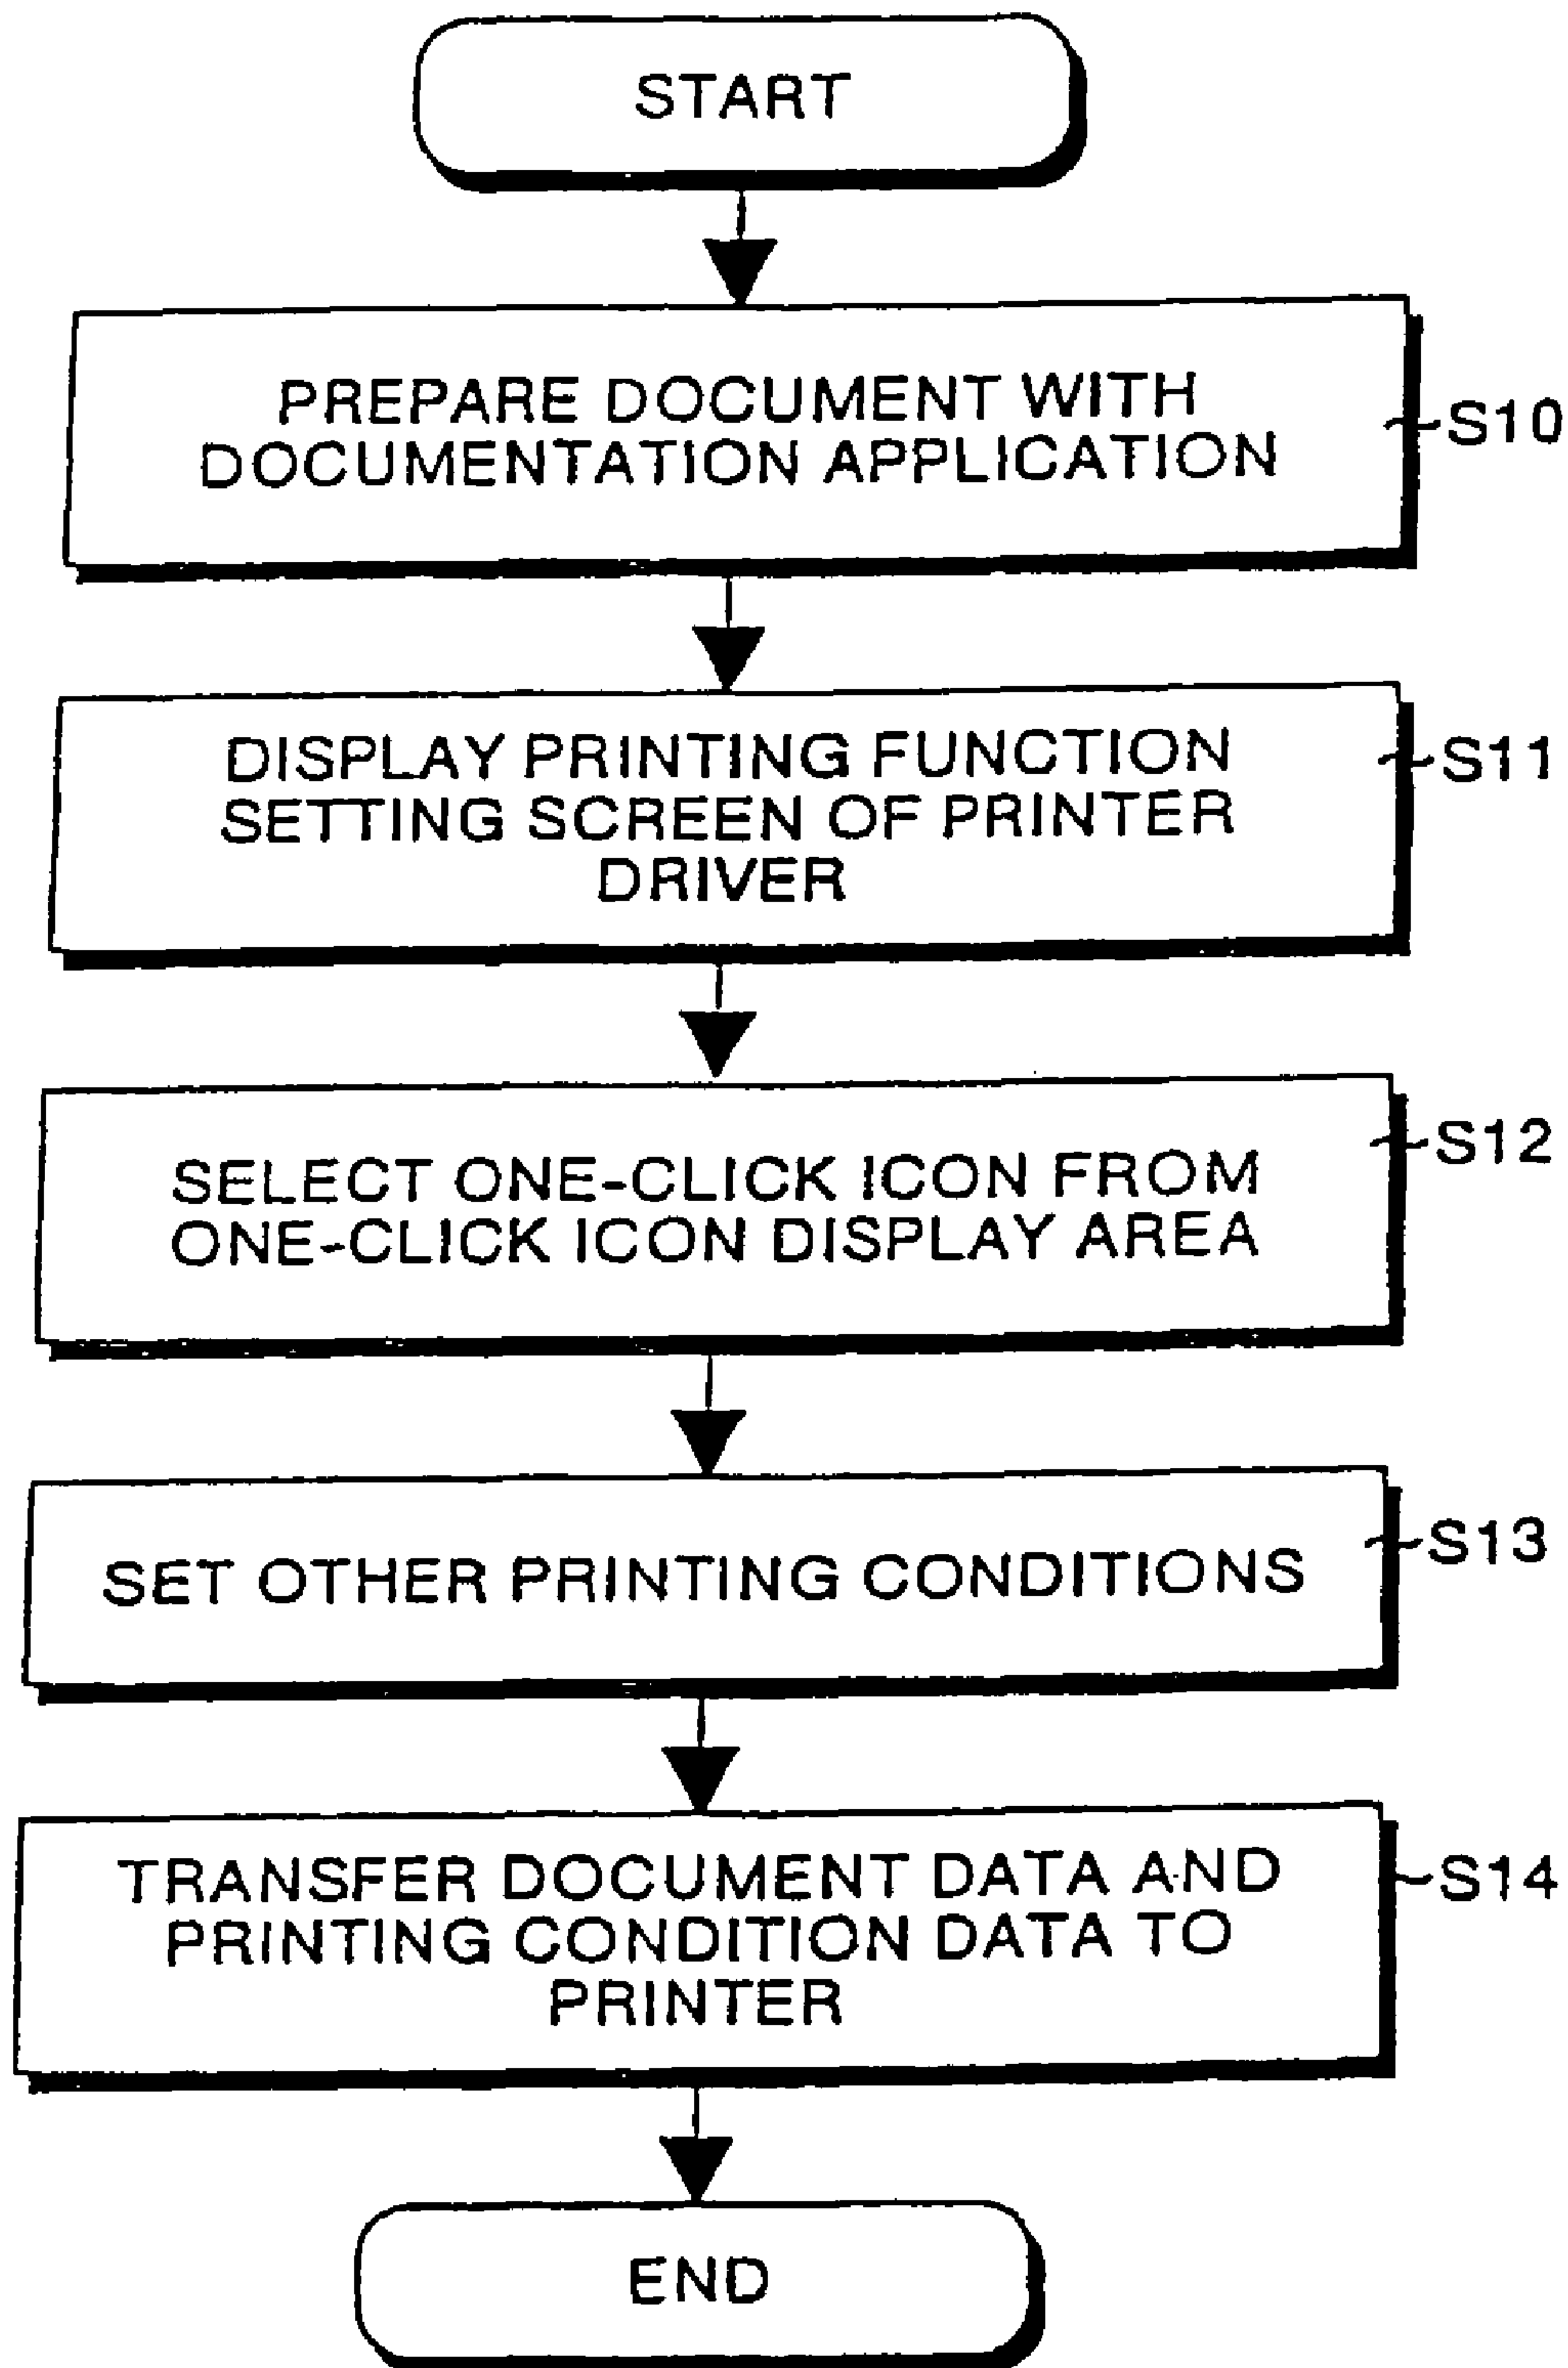 START
PREPARE DOCUMENT WITH
DOCUMENTATION APPLICATION
S10
DISPLAY PRINTING FUNCTION
SETTING SCREEN OF PRINTER
DRIVER
S11
SELECT ONE-CLICK ICON FROM
ONE-CLICK ICON DISPLAY AREA
S12
SET OTHER PRINTING CONDITIONS
S13
TRANSFER DOCUMENT DATA AND
PRINTING CONDITION DATA TO
PRINTER
S14
END